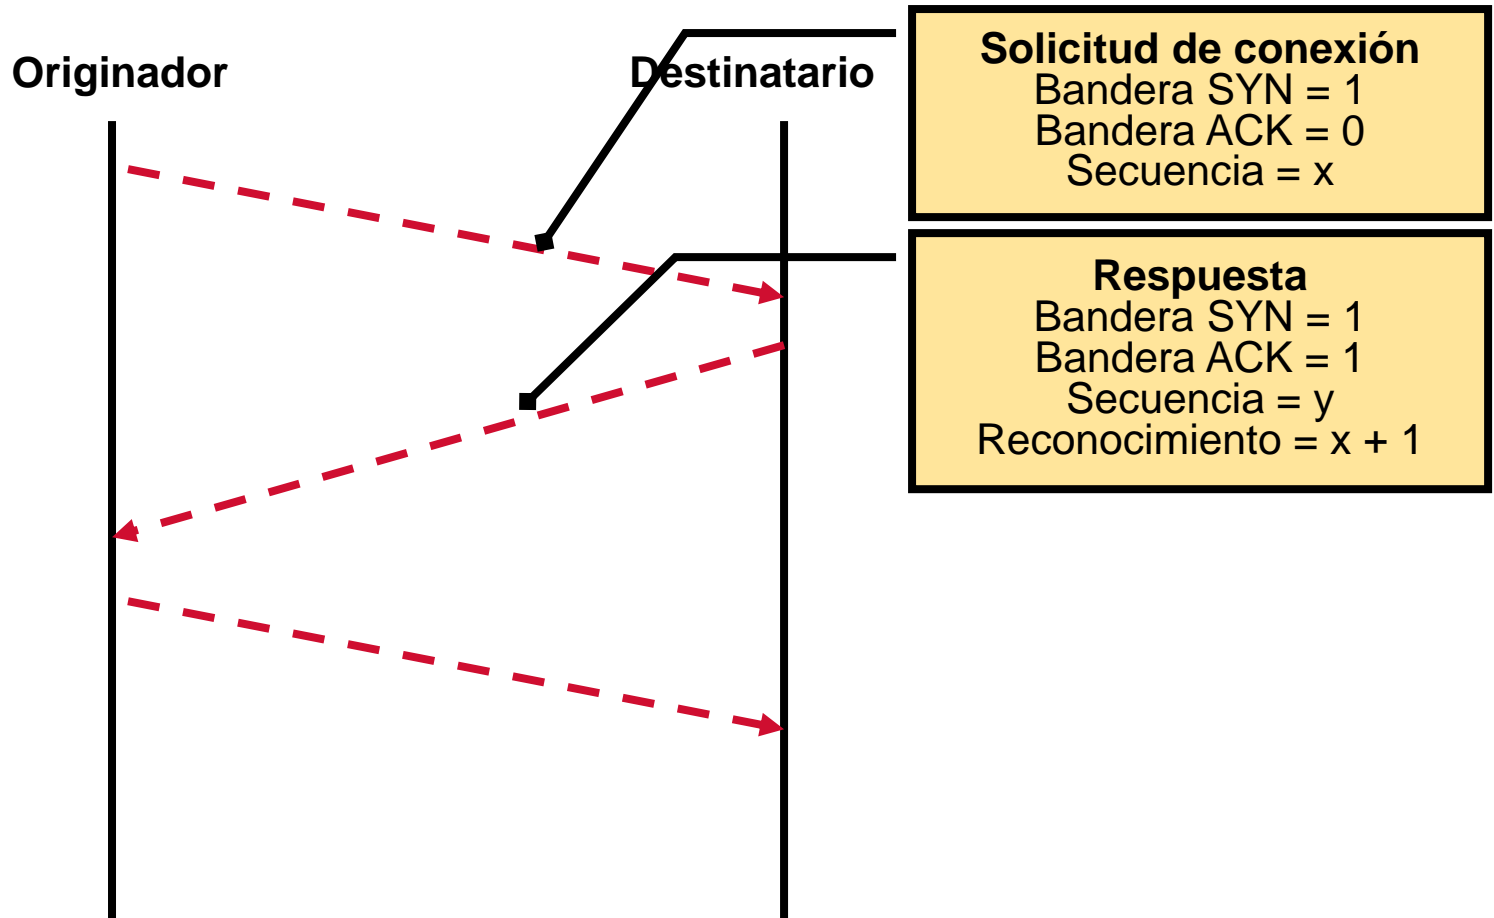 Originador
Destinatario
Solicitud de conexión
Bandera SYN = 1
Bandera ACK = 0
Secuencia = x
Respuesta
Bandera SYN = 1
Bandera ACK = 1
Secuencia = y
Reconocimiento = x + 1